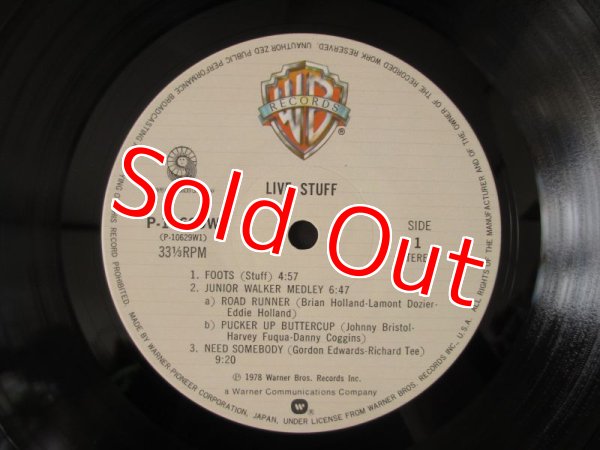 UNAUTHORIZED PUBLIC PERFORMANCE BROADCASTING
ALL RIGHTS OF THE MANUFACTURER AND OF THE OWNER OF THE RECORDED WORK RESERVED.
WB
RECORDS
®
LIVE STUFF
Sold Out
SIDE
1
(P-10629W1)
33⅓RPM
1. FOOTS (Stuff) 4:57
2. JUNIOR WALKER MEDLEY 6:47
a) ROAD RUNNER (Brian Holland-Lamont Dozier-
Eddie Holland)
b) PUCKER UP BUTTERCUP (Johnny Bristol-
Harvey Fuqua-Danny Coggins)
3. NEED SOMEBODY (Gordon Edwards-Richard Tee)
9:20
Ⓟ 1978 Warner Bros. Records Inc.
a Warner Communications Company
®
MADE BY WARNER-PIONEER CORPORATION, JAPAN, UNDER LICENSE FROM WARNER BROS. RECORDS INC., U.S.A.